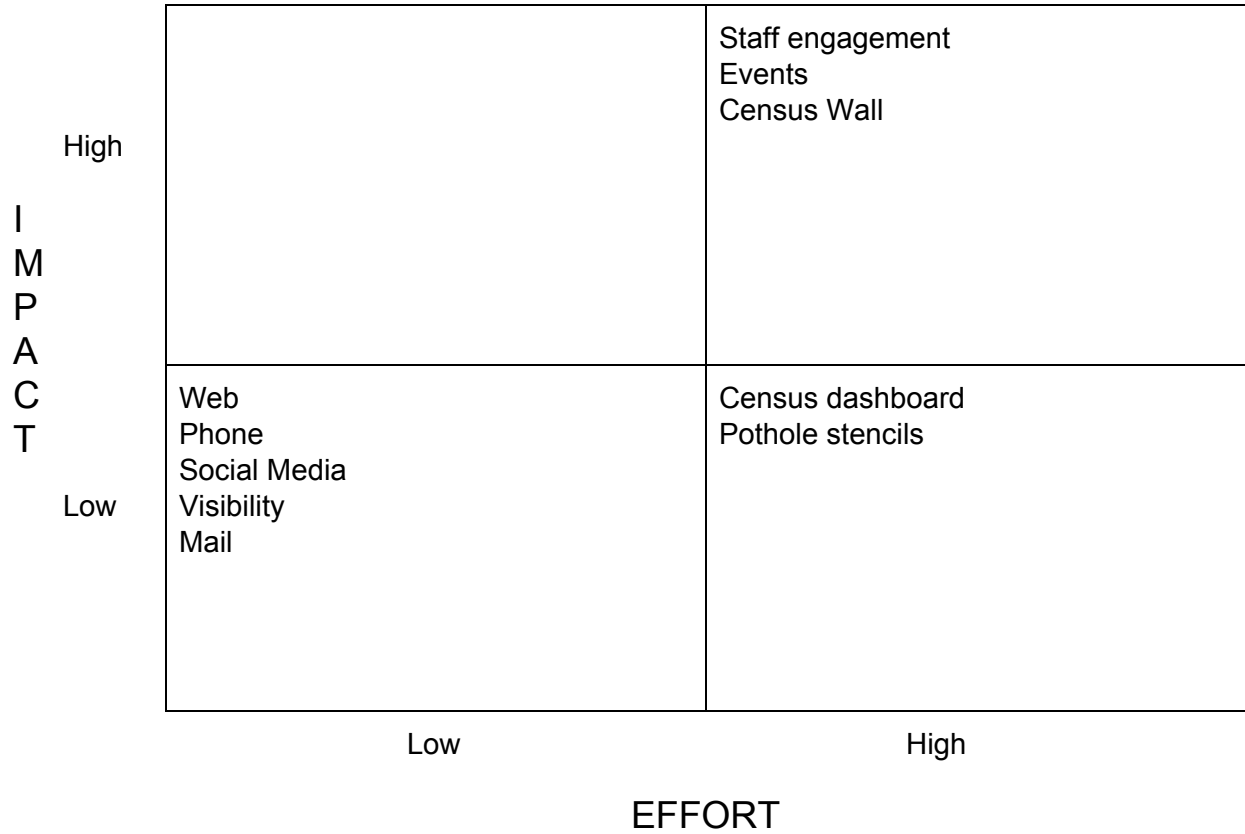 Staff engagement
Events
Census Wall
High
I
M
P
A
C
T
Web
Phone
Social Media
Visibility
Mail
Census dashboard
Pothole stencils
Low
Low
High
EFFORT